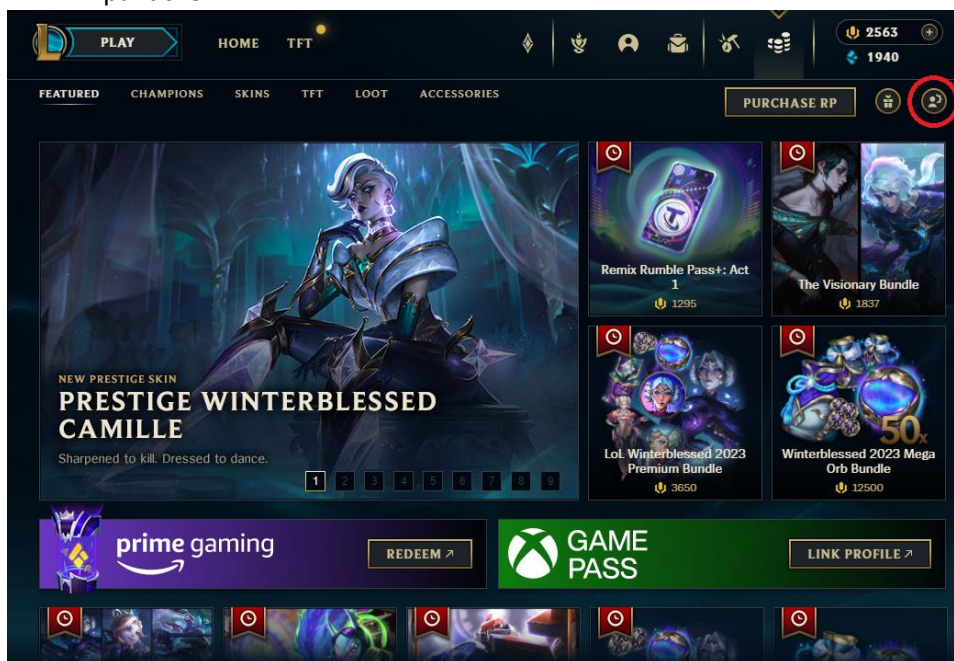 PLAY
HOME
TFT
2563
1940
FEATURED
CHAMPIONS
SKINS
TFT
LOOT
ACCESSORIES
PURCHASE RP
NEW PRESTIGE SKIN
PRESTIGE WINTERBLESSED
CAMILLE
Sharpened to kill. Dressed to dance.
1 2 3 4 5 6 7 8 9
Remix Rumble Pass+: Act
1
1295
The Visionary Bundle
1837
LoL Winterblessed 2023
Premium Bundle
3650
50x
Winterblessed 2023 Mega
Orb Bundle
12500
prime gaming
REDEEM
GAME
PASS
LINK PROFILE